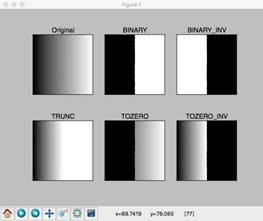 Figure 1
Original BINARY BINARY_INV
TRUNC TOZERO TOZERO_INV
x=89.7419 y=78.085 [77]